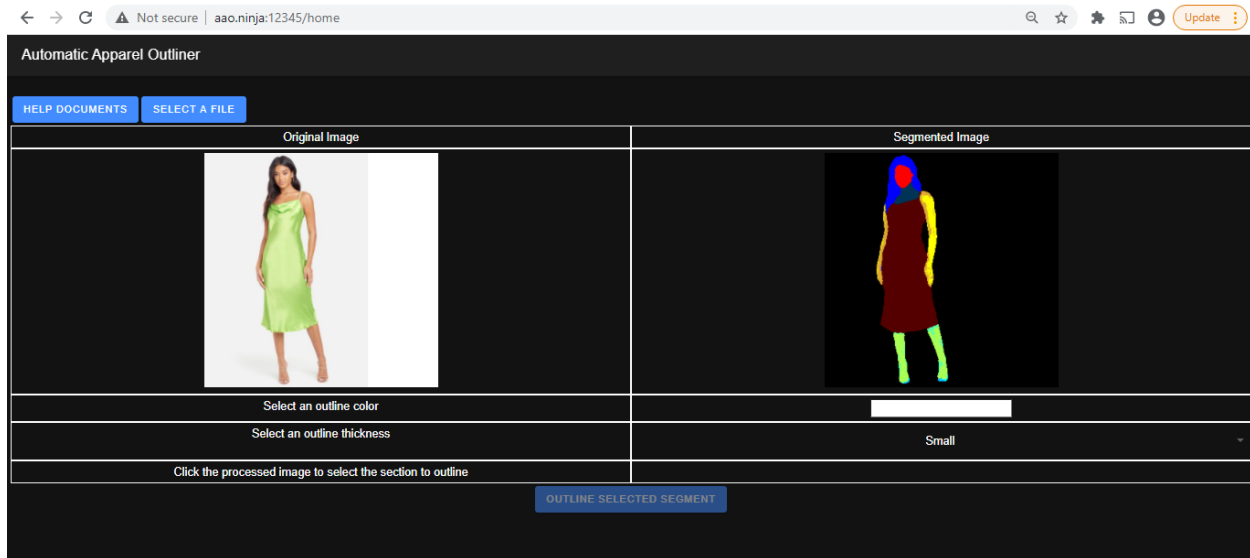 Not secure | aao.ninja:12345/home
Update
Automatic Apparel Outliner
HELP DOCUMENTS SELECT A FILE
Original Image Segmented Image
Select an outline color
Select an outline thickness Small
Click the processed image to select the section to outline
OUTLINE SELECTED SEGMENT